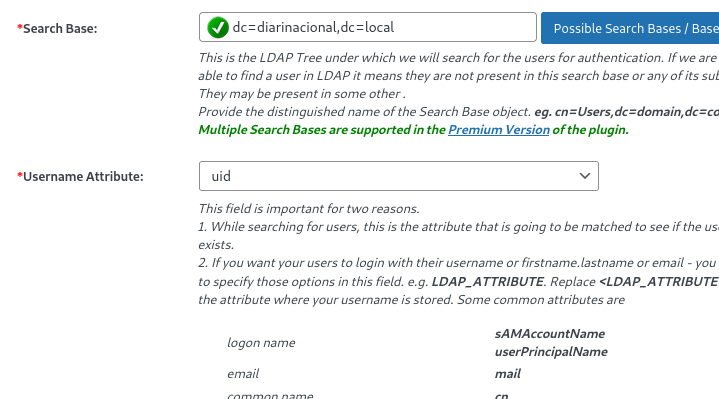 *Search Base:
dc=diarinacional,dc=local
Possible Search Bases / Base
This is the LDAP Tree under which we will search for the users for authentication. If we are
able to find a user in LDAP it means they are not present in this search base or any of its sub
They may be present in some other .
Provide the distinguished name of the Search Base object. eg. cn=Users,dc=domain,dc=co
Multiple Search Bases are supported in the Premium Version of the plugin.
*Username Attribute:
uid
This field is important for two reasons.
1. While searching for users, this is the attribute that is going to be matched to see if the use
exists.
2. If you want your users to login with their username or firstname.lastname or email - you
to specify those options in this field. e.g. LDAP_ATTRIBUTE. Replace <LDAP_ATTRIBUTE
the attribute where your username is stored. Some common attributes are
logon name
sAMAccountName
userPrincipalName
email
mail
common name
cn